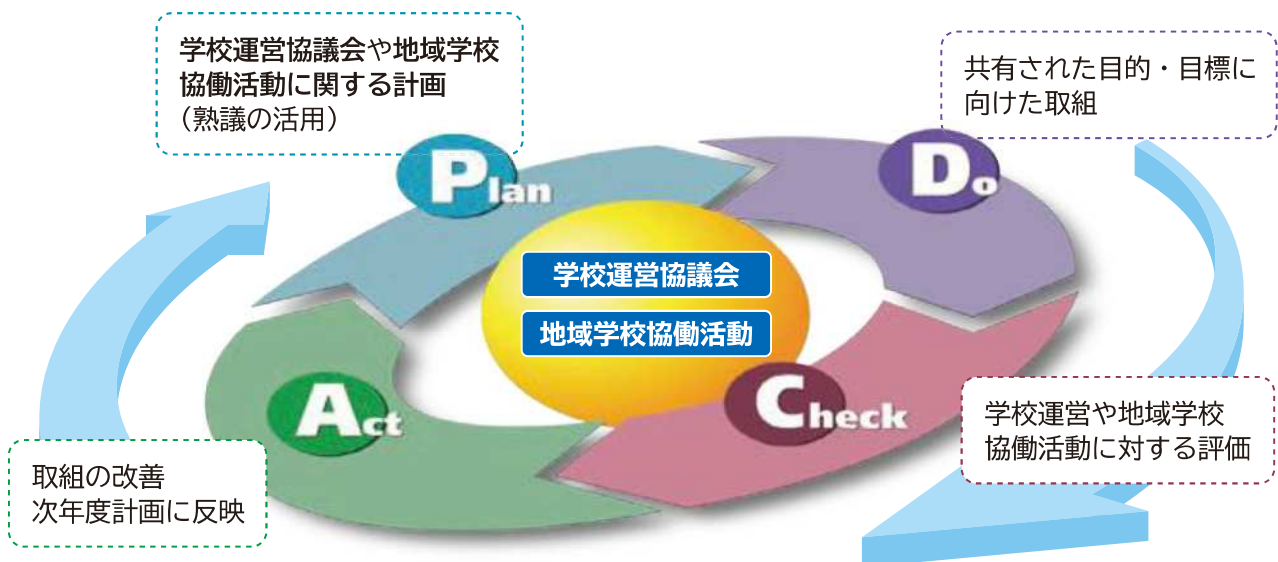 学校運営協議会や地域学校
協働活動に関する計画
（熟議の活用）
共有された目的・目標に
向けた取組
Plan
Do
学校運営協議会
地域学校協働活動
Check
Act
学校運営や地域学校
協働活動に対する評価
取組の改善
次年度計画に反映